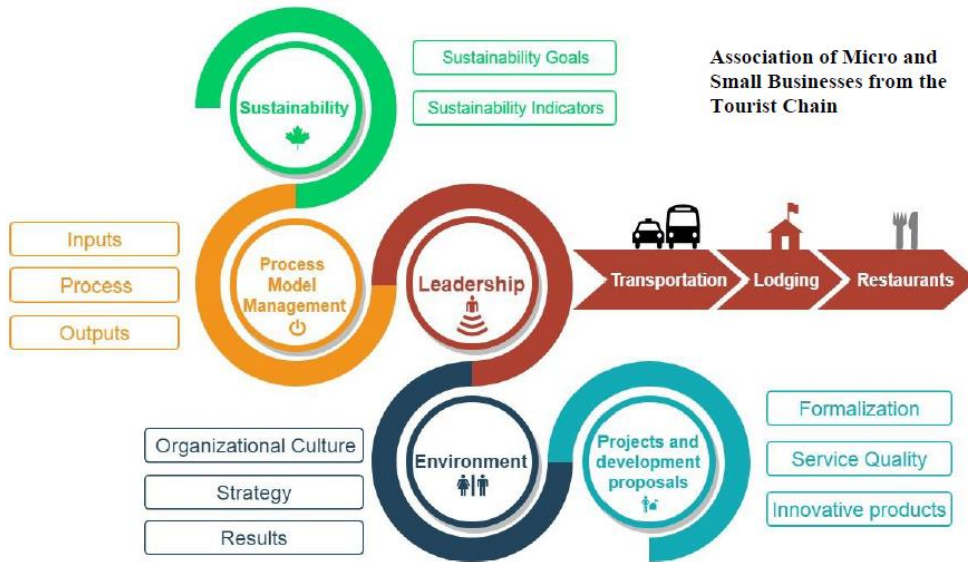 Sustainability Goals
Sustainability Indicators
Association of Micro and
Small Businesses from the
Tourist Chain
Sustainability
Inputs
Process
Outputs
Process
Model
Management
Leadership
Transportation
Lodging
Restaurants
Organizational Culture
Strategy
Results
Environment
Projects and
development
proposals
Formalization
Service Quality
Innovative products